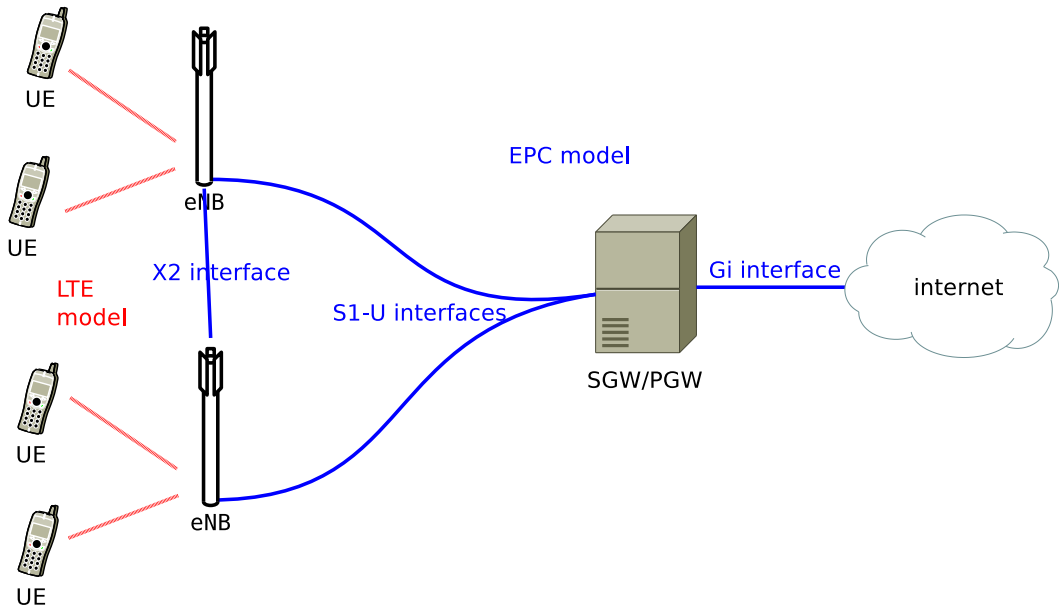 UE
EPC model
UE
eNB
X2 interface
Gi interface
LTE
model
S1-U interfaces
internet
SGW/PGW
UE
eNB
UE